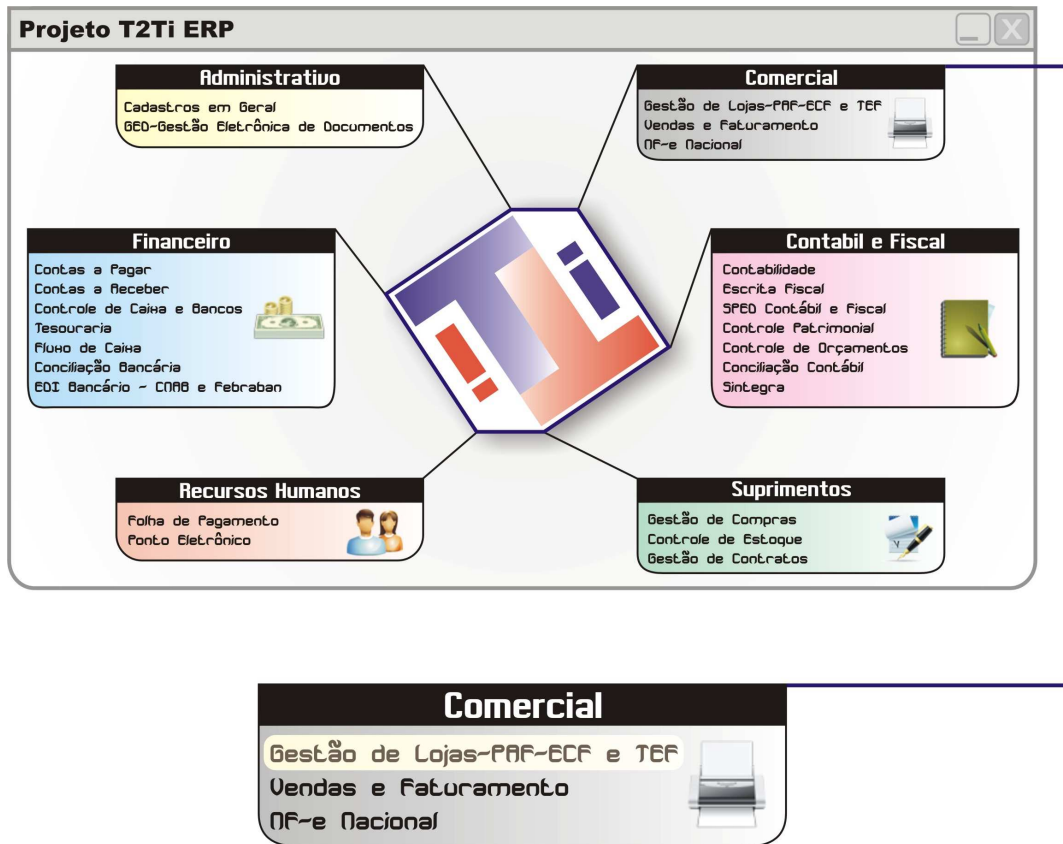 Projeto T2Ti ERP
Administrativo
Cadastros em Geral
GED-Gestão Eletrônica de Documentos
Comercial
Gestão de Lojas-PAF-ECF e TEF
Vendas e Faturamento
NF-e Nacional
Financeiro
Contas a Pagar
Contas a Receber
Controle de Caixa e Bancos
Tesouraria
Fluxo de Caixa
Conciliação Bancária
EDI Bancário - CNAB e Febraban
Contabil e Fiscal
Contabilidade
Escrita Fiscal
SPED Contábil e Fiscal
Controle Patrimonial
Controle de Orçamentos
Conciliação Contábil
Sintegra
Recursos Humanos
Folha de Pagamento
Ponto Eletrônico
Suprimentos
Gestão de Compras
Controle de Estoque
Gestão de Contratos
Comercial
Gestão de Lojas-PAF-ECF e TEF
Vendas e Faturamento
NF-e Nacional